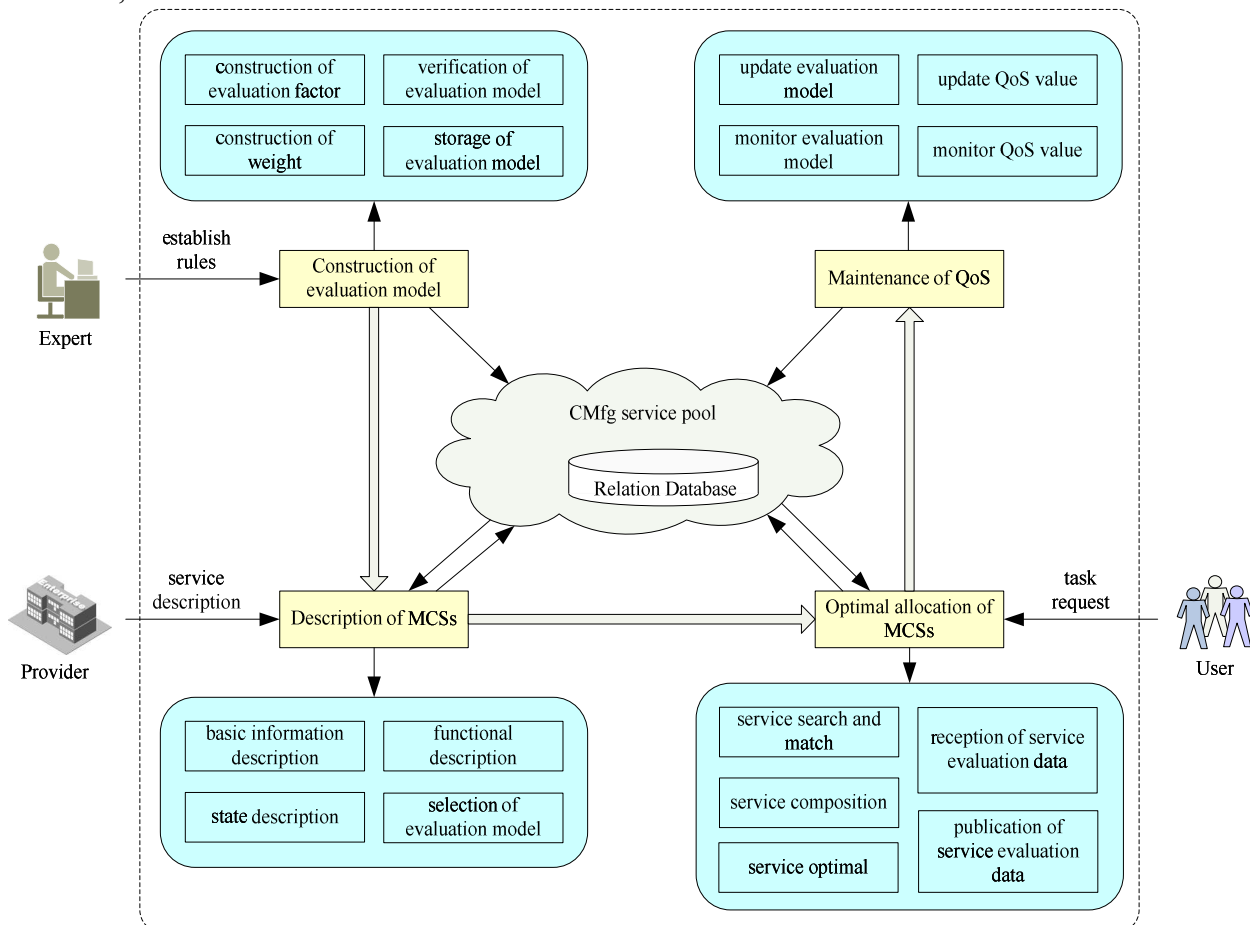 construction of
evaluation factor
verification of
evaluation model
construction of
weight
storage of
evaluation model
update evaluation
model
update QoS value
monitor evaluation
model
monitor QoS value
establish
rules
Expert
Construction of
evaluation model
Maintenance of QoS
CMfg service pool
Relation Database
service
description
Enterprise
Provider
Description of MCSs
Optimal allocation of
MCSs
task
request
User
basic information
description
functional
description
state description
selection of
evaluation model
service search and
match
reception of service
evaluation data
service composition
service optimal
publication of
service evaluation
data